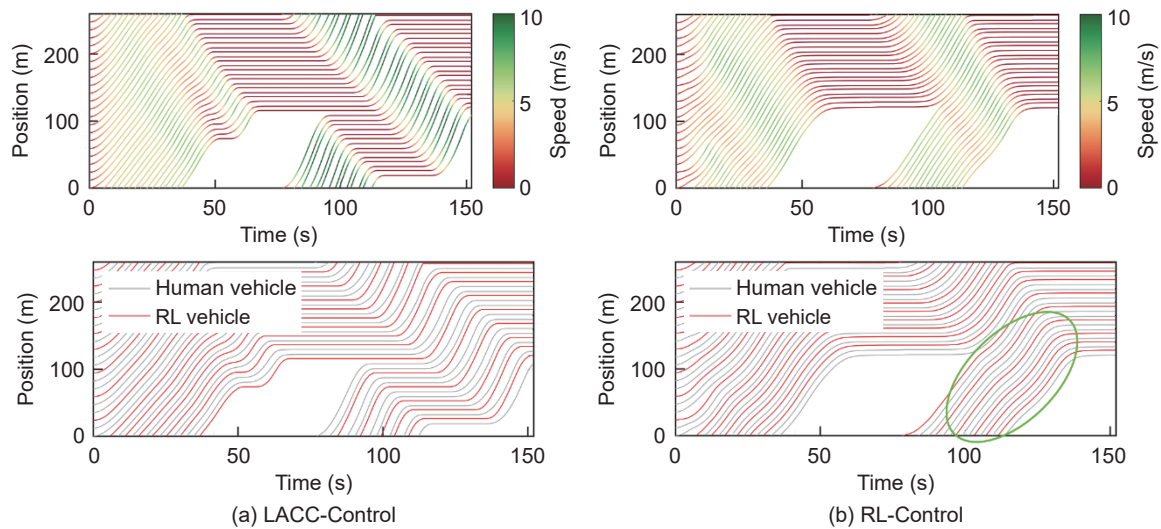 Position (m)
200
100
0
0
50
100
150
Time (s)
10
5
0
Speed (m/s)
Position (m)
200
100
0
0
50
100
150
Time (s)
10
5
0
Speed (m/s)
Position (m)
200
100
0
Human vehicle
RL vehicle
0
50
100
150
Time (s)
(a) LACC-Control
Position (m)
200
100
0
Human vehicle
RL vehicle
0
50
100
150
Time (s)
(b) RL-Control